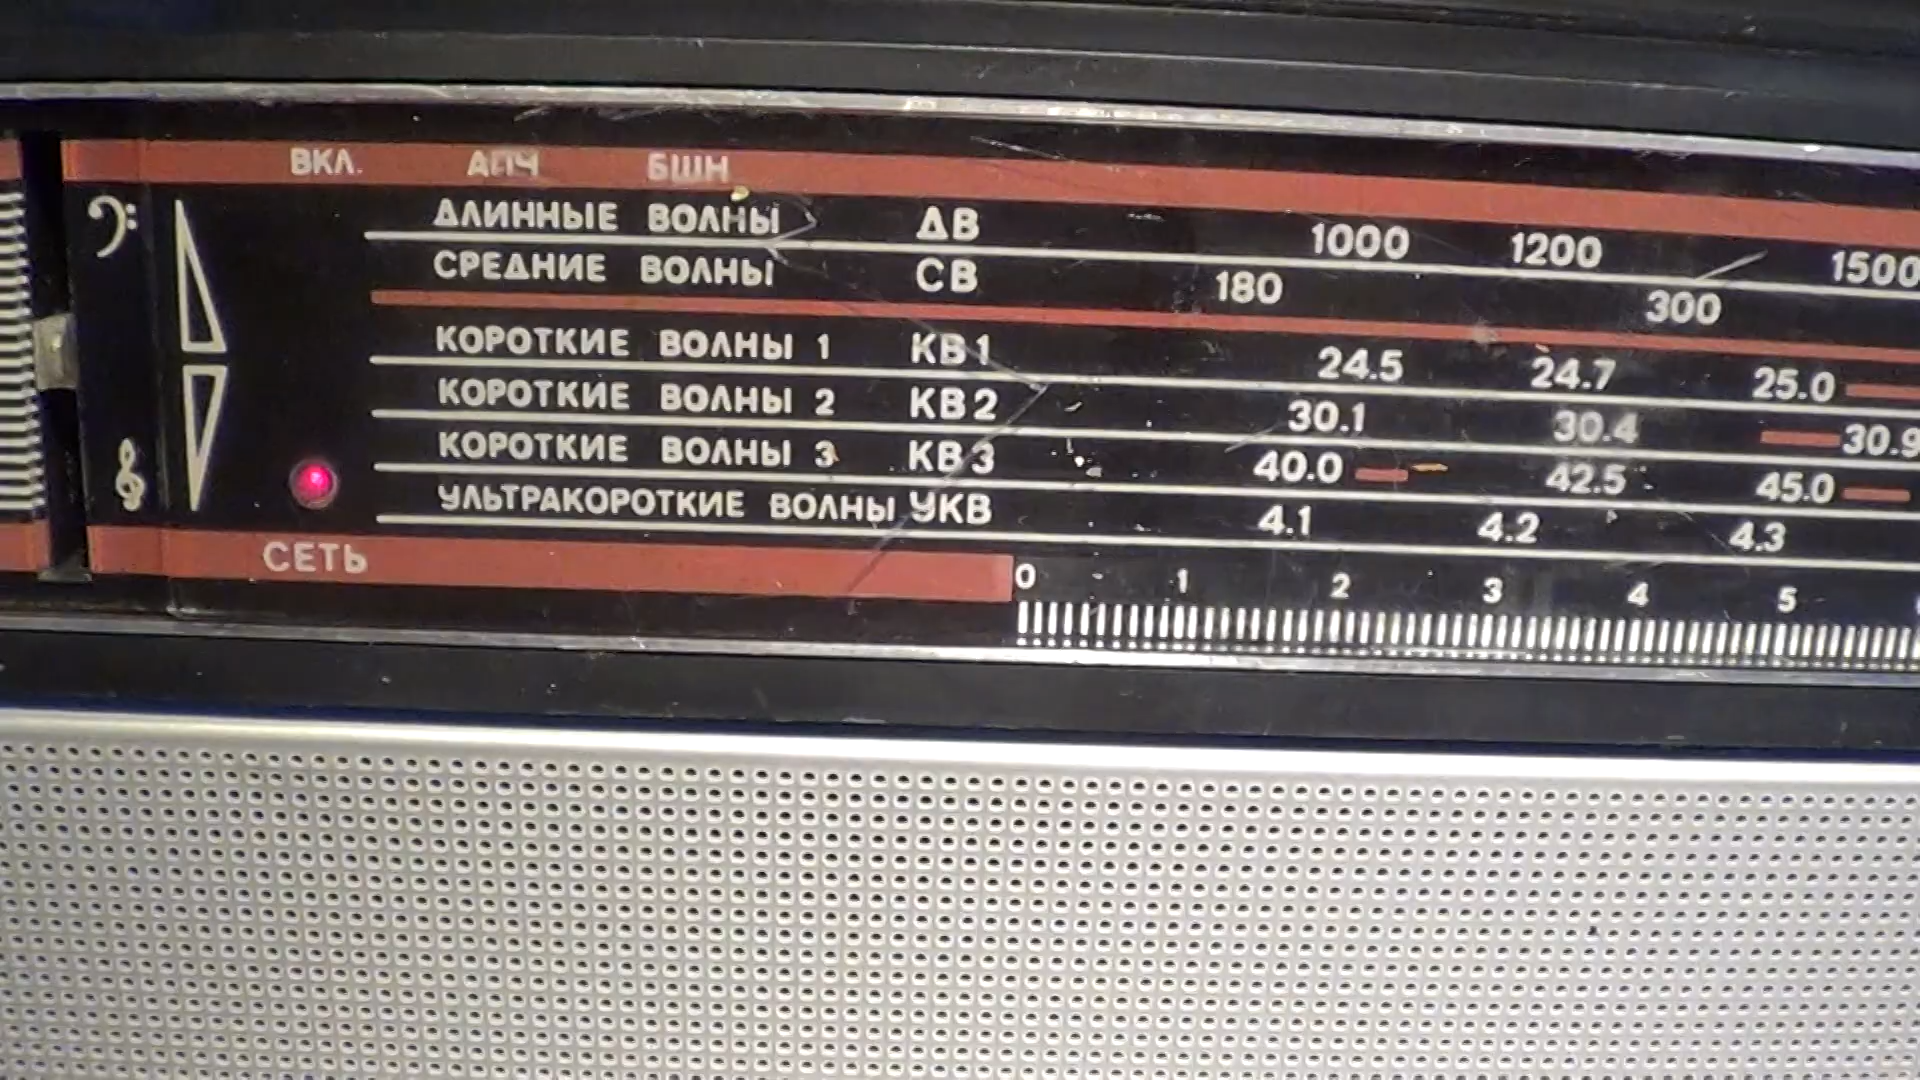 ВКЛ. АПЧ БШН
ДЛИННЫЕ ВОЛНЫ ДВ 1000 1200 1500
СРЕДНИЕ ВОЛНЫ СВ 180 300
КОРОТКИЕ ВОЛНЫ 1 КВ1 24.5 24.7 25.0
КОРОТКИЕ ВОЛНЫ 2 КВ2 30.1 30.4 30.9
КОРОТКИЕ ВОЛНЫ 3 КВ3 40.0 42.5 45.0
УЛЬТРАКОРОТКИЕ ВОЛНЫ УКВ 4.1 4.2 4.3
СЕТЬ 0 1 2 3 4 5